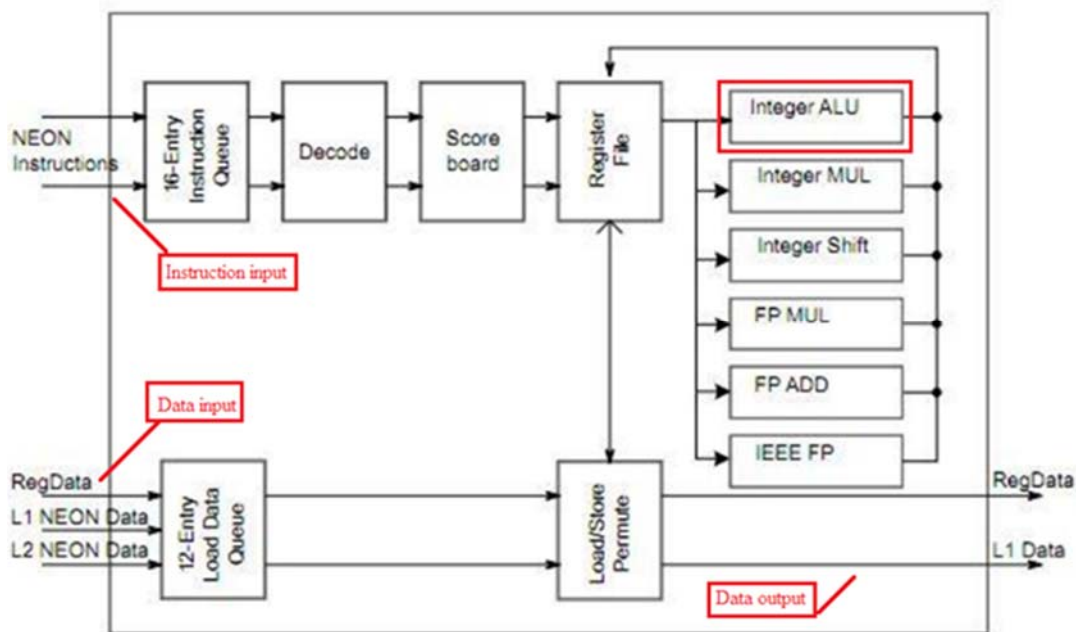 NEON
Instructions
16-Entry
Instruction
Queue
Decode
Score
board
Register
File
Integer ALU
Integer MUL
Integer Shift
FP MUL
FP ADD
IEEE FP
Instruction input
Data input
RegData
L1 NEON Data
L2 NEON Data
12-Entry
Load Data
Queue
Load/Store
Permute
RegData
L1 Data
Data output